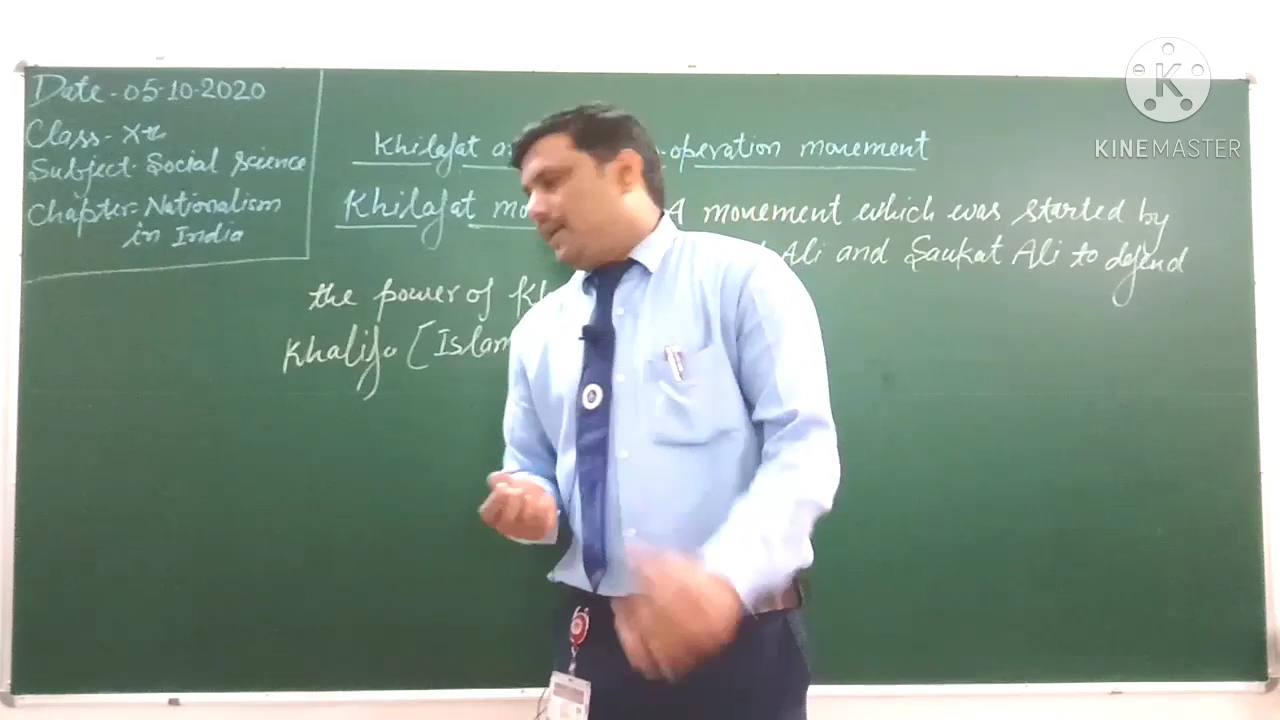 Date-05-10-2020
Class-X
Subject-Social science
Chapter-Nationalism
in India
Khilafat -operation movement
Khilafat A movement which was started by
Ali and Saukat Ali to defend
the power of
Khalifa [Islam
K
KINEMASTER